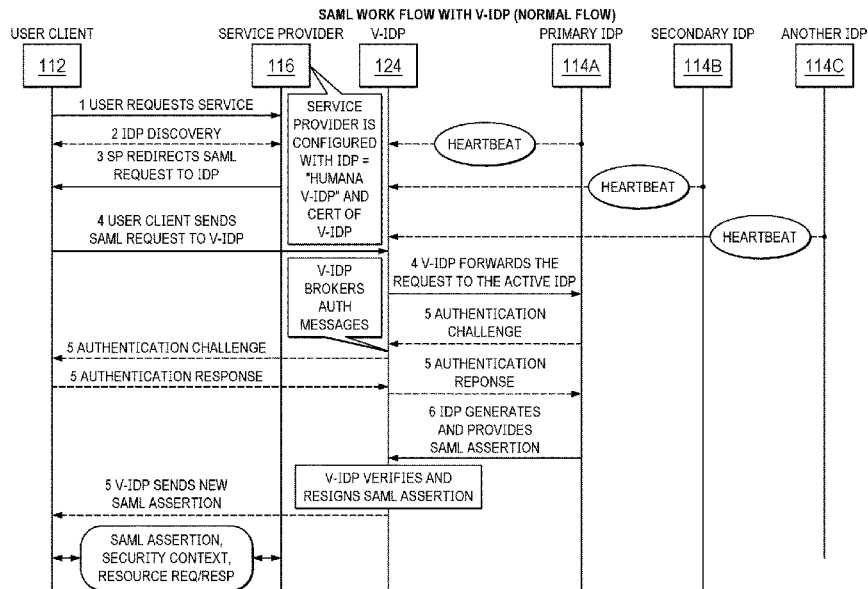 SAML WORK FLOW WITH V-IDP (NORMAL FLOW)
USER CLIENT
SERVICE PROVIDER
V-IDP
PRIMARY IDP
SECONDARY IDP
ANOTHER IDP
112
116
124
114A
114B
114C
1 USER REQUESTS SERVICE
2 IDP DISCOVERY
3 SP REDIRECTS SAML
REQUEST TO IDP
SERVICE
PROVIDER IS
CONFIGURED
WITH IDP =
"HUMANA
V-IDP" AND
CERT OF
V-IDP
HEARTBEAT
HEARTBEAT
HEARTBEAT
4 USER CLIENT SENDS
SAML REQUEST TO V-IDP
4 V-IDP FORWARDS THE
REQUEST TO THE ACTIVE IDP
V-IDP
BROKERS
AUTH
MESSAGES
5 AUTHENTICATION
CHALLENGE
5 AUTHENTICATION CHALLENGE
5 AUTHENTICATION RESPONSE
5 AUTHENTICATION
REPONSE
6 IDP GENERATES
AND PROVIDES
SAML ASSERTION
V-IDP VERIFIES AND
RESIGNS SAML ASSERTION
5 V-IDP SENDS NEW
SAML ASSERTION
SAML ASSERTION,
SECURITY CONTEXT,
RESOURCE REQ/RESP